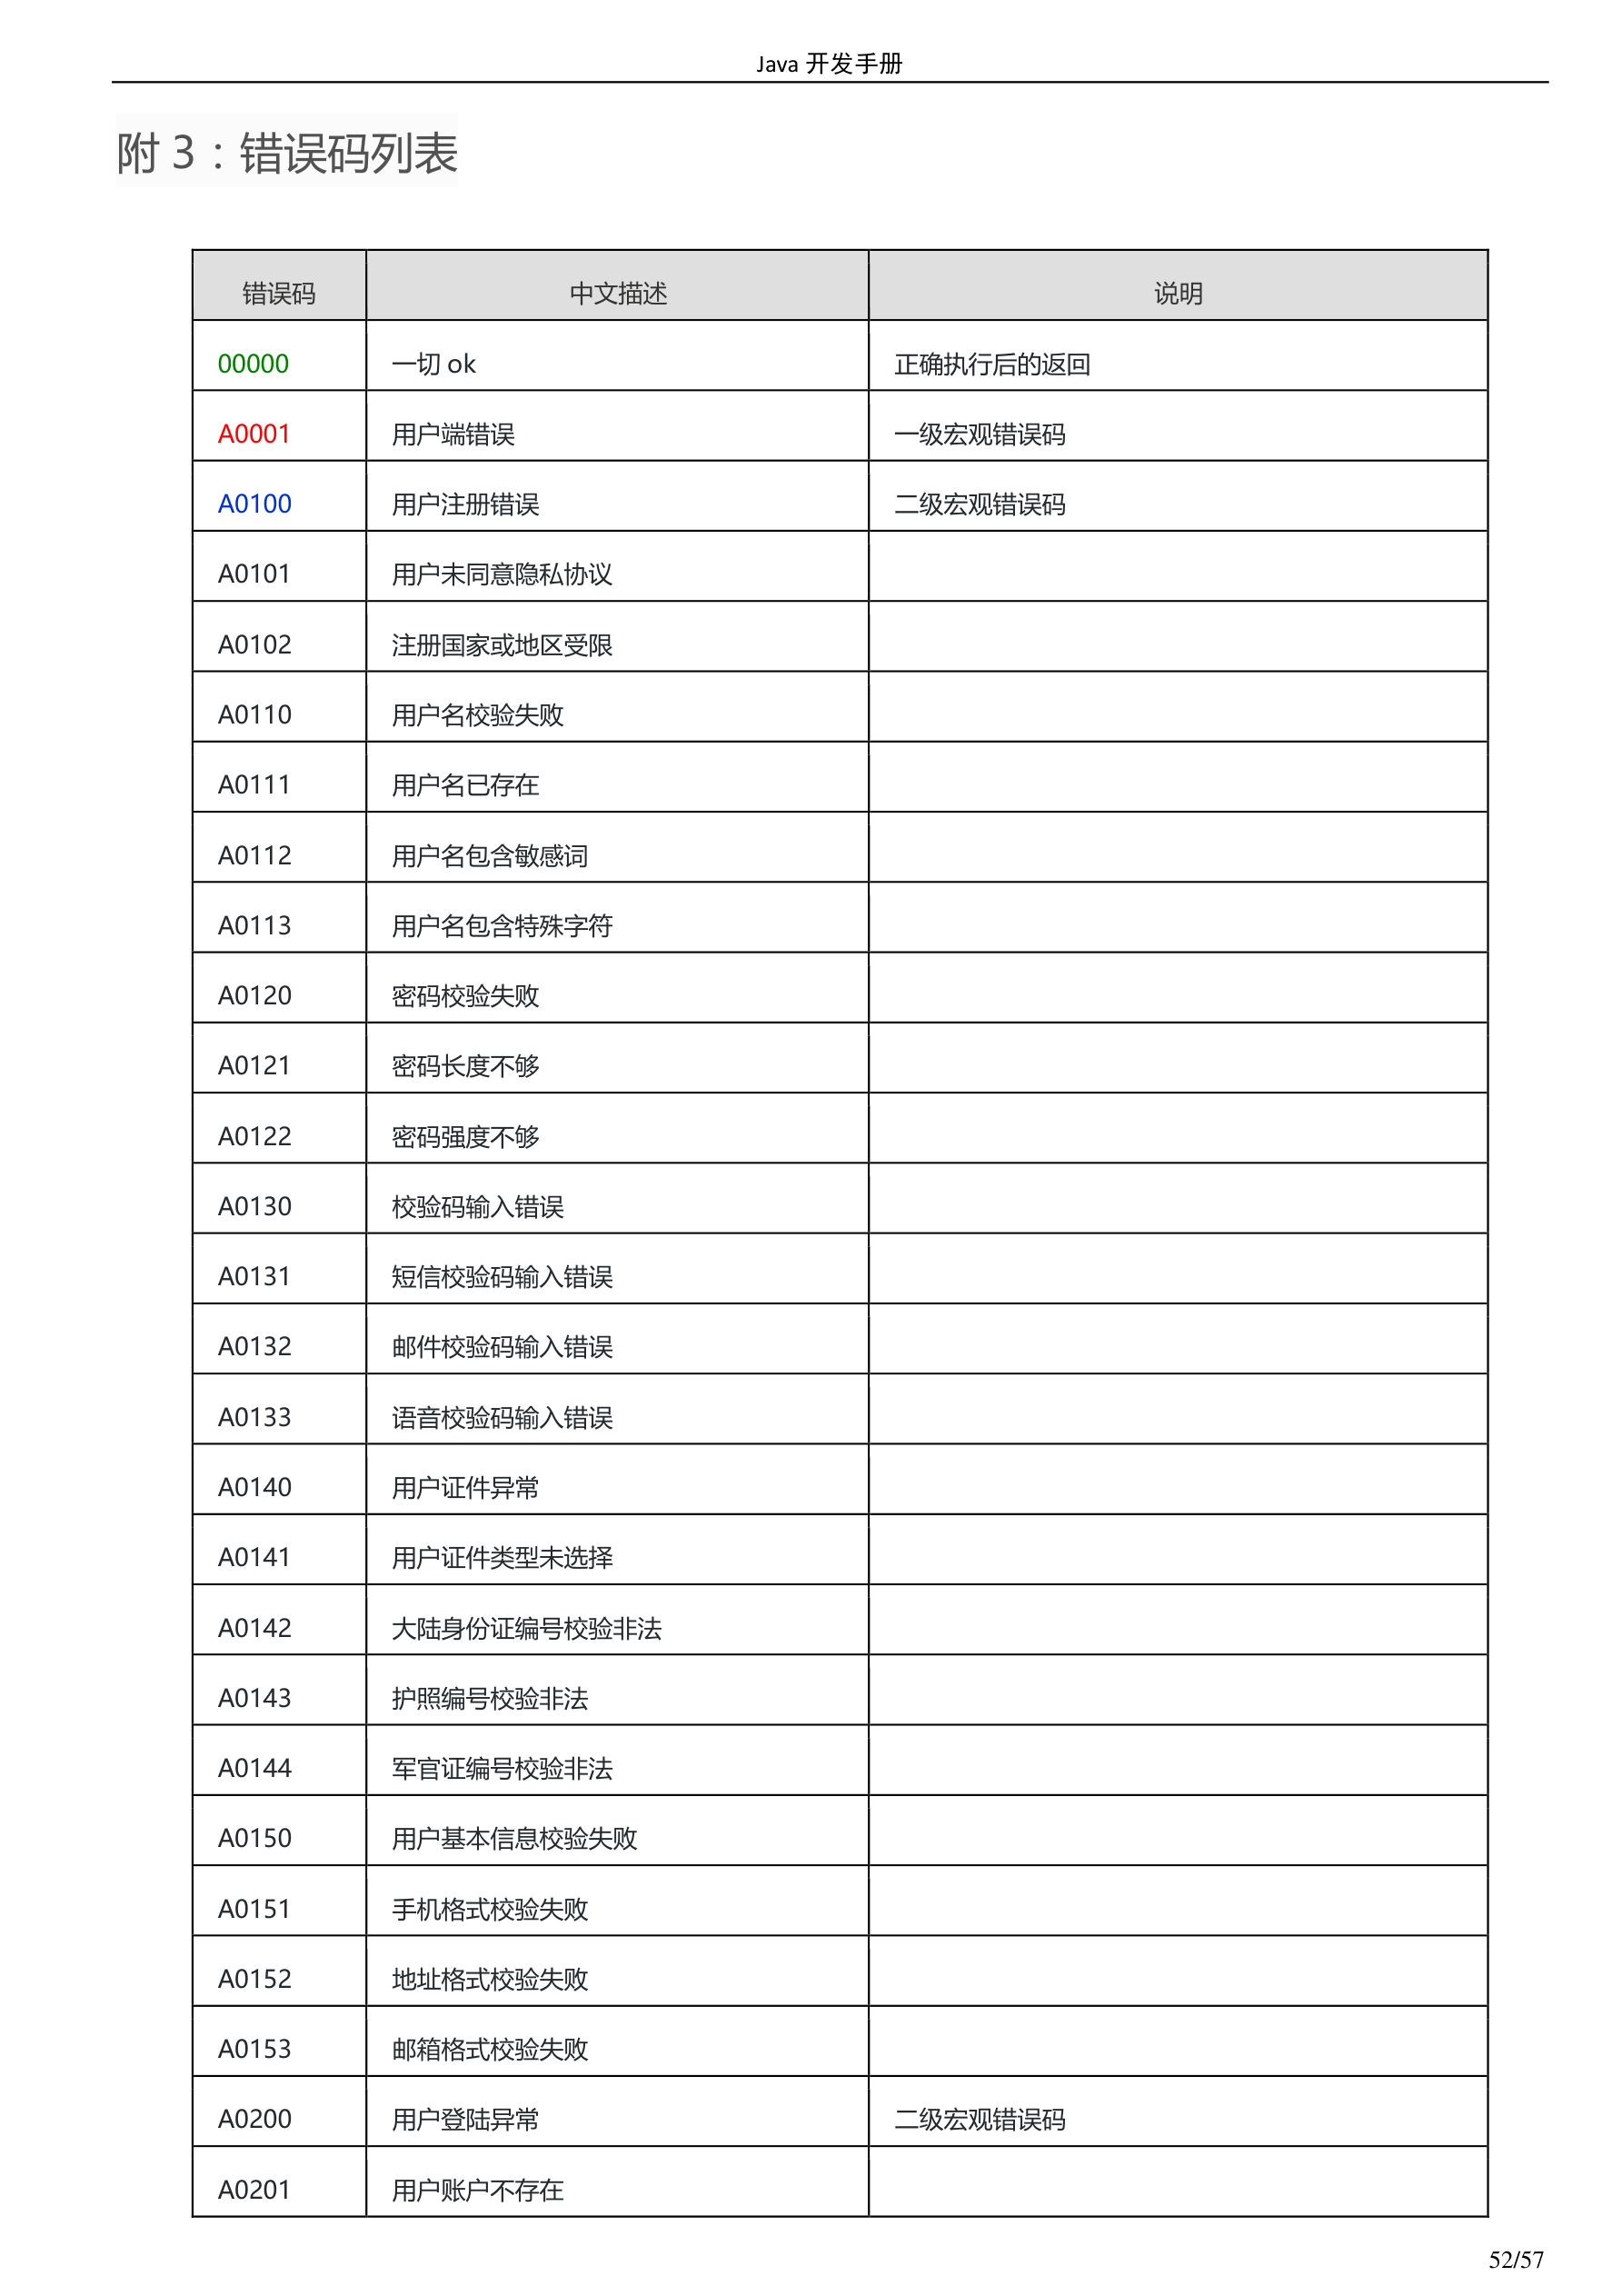 Java 开发手册
附 3：错误码列表
错误码 中文描述 说明
00000 一切 ok 正确执行后的返回
A0001 用户端错误 一级宏观错误码
A0100 用户注册错误 二级宏观错误码
A0101 用户未同意隐私协议
A0102 注册国家或地区受限
A0110 用户名校验失败
A0111 用户名已存在
A0112 用户名包含敏感词
A0113 用户名包含特殊字符
A0120 密码校验失败
A0121 密码长度不够
A0122 密码强度不够
A0130 校验码输入错误
A0131 短信校验码输入错误
A0132 邮件校验码输入错误
A0133 语音校验码输入错误
A0140 用户证件异常
A0141 用户证件类型未选择
A0142 大陆身份证编号校验非法
A0143 护照编号校验非法
A0144 军官证编号校验非法
A0150 用户基本信息校验失败
A0151 手机格式校验失败
A0152 地址格式校验失败
A0153 邮箱格式校验失败
A0200 用户登陆异常 二级宏观错误码
A0201 用户账户不存在
52/57